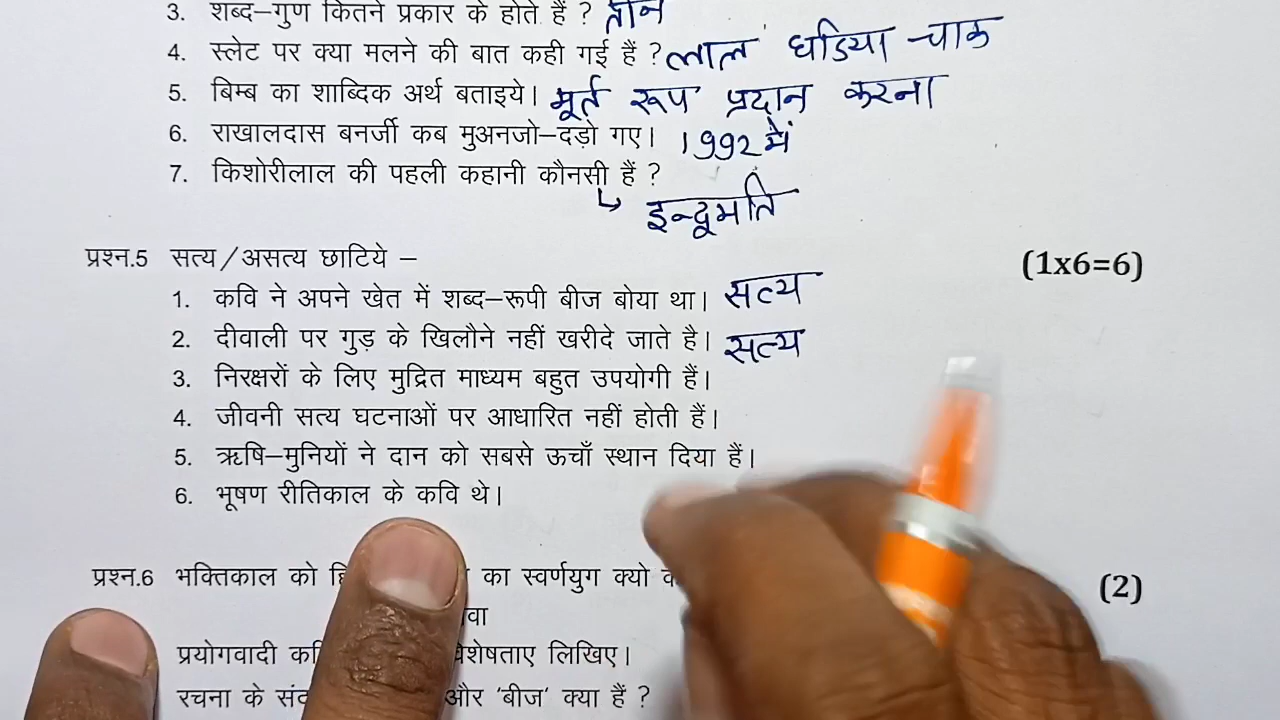 3. शब्द–गुण कितने प्रकार के होते हैं ? तीन
4. स्लेट पर क्या मलने की बात कही गई हैं ? लाल घडिया चाक
5. बिम्ब का शाब्दिक अर्थ बताइये। मूर्त रूप प्रदान करना
6. राखालदास बनर्जी कब मुअनजो–दड़ो गए। 1992 में
7. किशोरीलाल की पहली कहानी कौनसी हैं ?
इन्दूमति
प्रश्न.5 सत्य/असत्य छाटिये – (1x6=6)
1. कवि ने अपने खेत में शब्द–रूपी बीज बोया था। सत्य
2. दीवाली पर गुड़ के खिलौने नहीं खरीदे जाते है। सत्य
3. निरक्षरों के लिए मुद्रित माध्यम बहुत उपयोगी हैं।
4. जीवनी सत्य घटनाओं पर आधारित नहीं होती हैं।
5. ऋषि–मुनियों ने दान को सबसे ऊचाँ स्थान दिया हैं।
6. भूषण रीतिकाल के कवि थे।
प्रश्न.6 भक्तिकाल को का स्वर्णयुग क्यो (2)
प्रयोगवादी लिखिए।
रचना के और 'बीज' क्या हैं ?